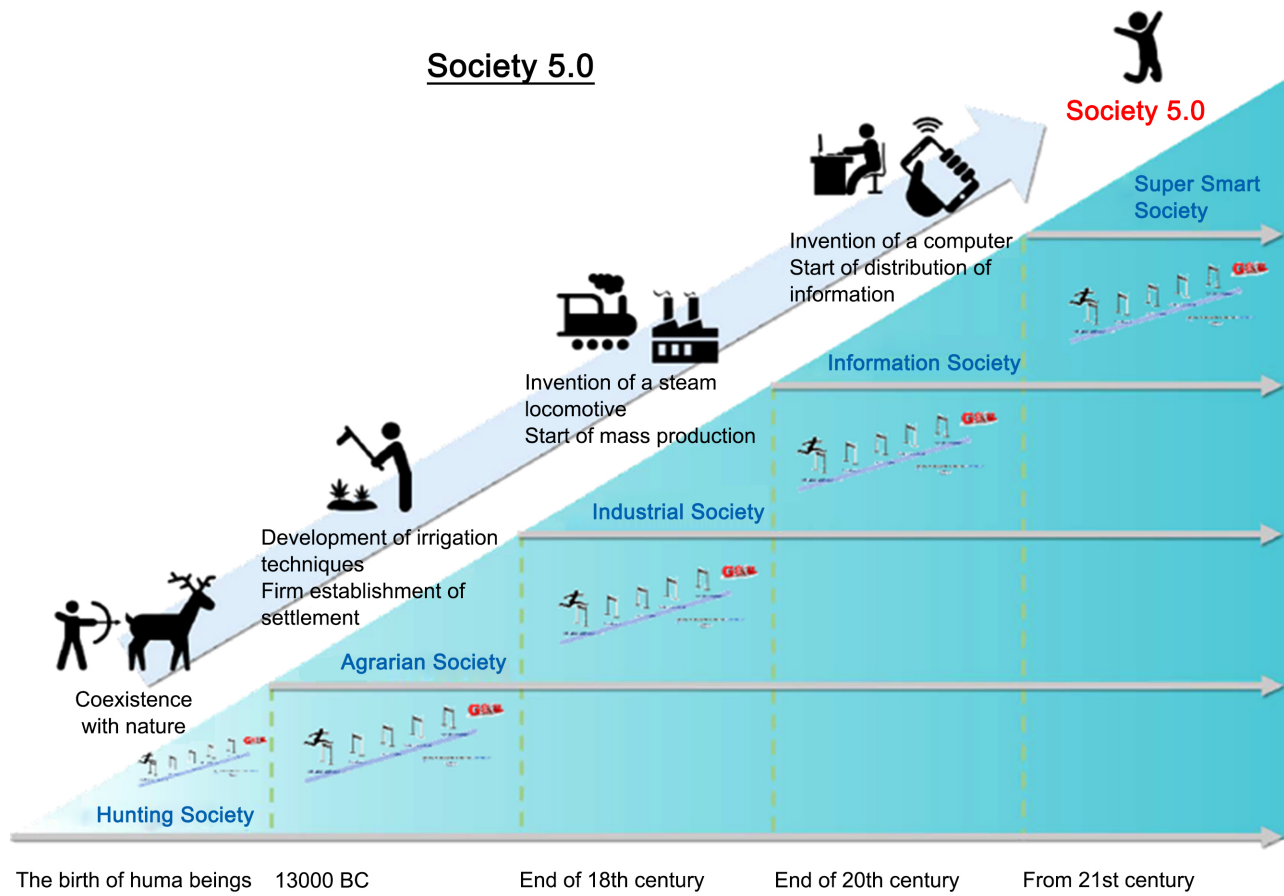 Society 5.0
Society 5.0
Super Smart
Society
Invention of a computer
Start of distribution of
information
Information Society
Invention of a steam
locomotive
Start of mass production
Industrial Society
Development of irrigation
techniques
Firm establishment of
settlement
Agrarian Society
Coexistence
with nature
Hunting Society
The birth of huma beings
13000 BC
End of 18th century
End of 20th century
From 21st century